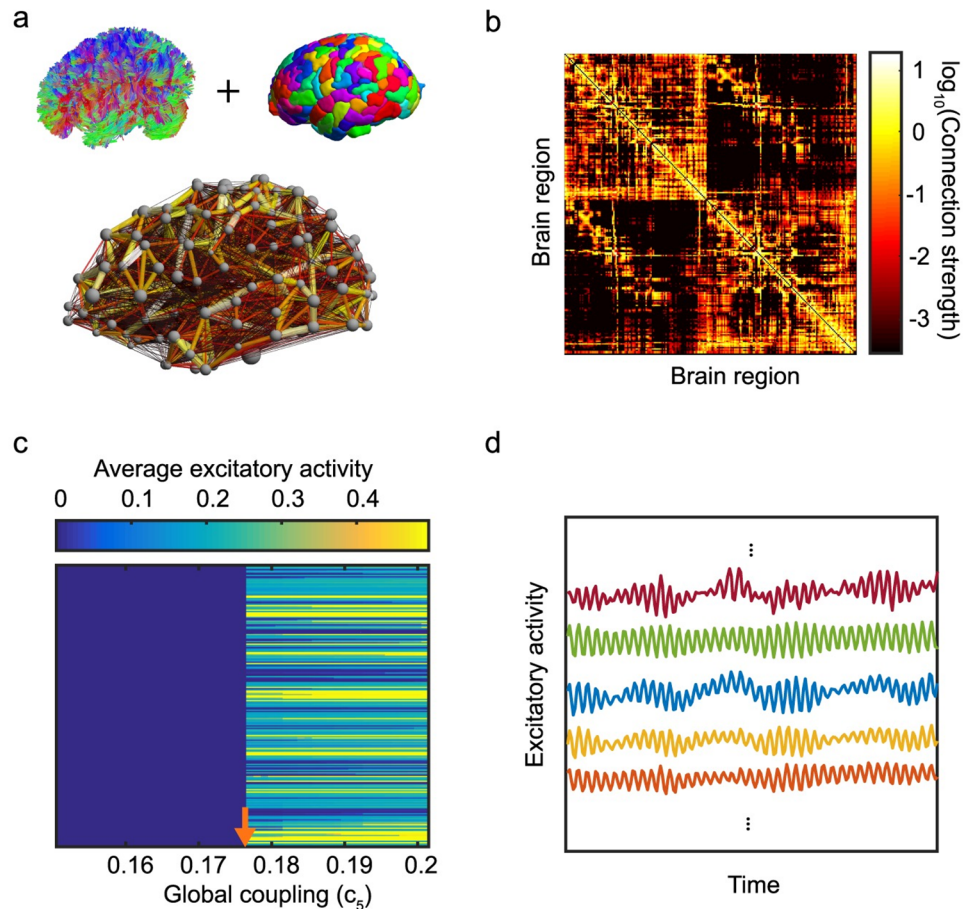 a
+
b
Brain region
Brain region
1
0
-1
-2
-3
log₁₀(Connection strength)
c
Average excitatory activity
0 0.1 0.2 0.3 0.4
0.16 0.17 0.18 0.19 0.2
Global coupling (c₅)
d
Excitatory activity
...
...
Time